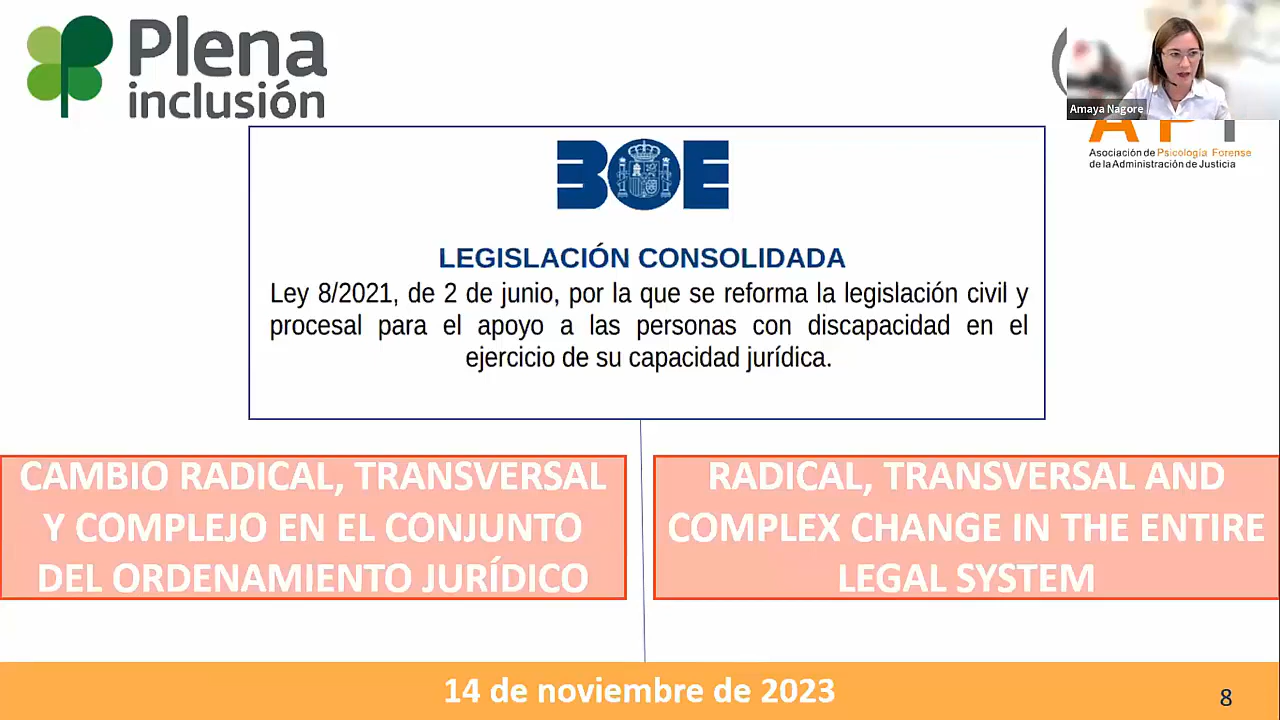 Plena
inclusión
Amaya Nagore
Asociación de Psicología Forense
de la Administración de Justicia
BOE
LEGISLACIÓN CONSOLIDADA
Ley 8/2021, de 2 de junio, por la que se reforma la legislación civil y
procesal para el apoyo a las personas con discapacidad en el
ejercicio de su capacidad jurídica.
CAMBIO RADICAL, TRANSVERSAL
Y COMPLEJO EN EL CONJUNTO
DEL ORDENAMIENTO JURÍDICO
RADICAL, TRANSVERSAL AND
COMPLEX CHANGE IN THE ENTIRE
LEGAL SYSTEM
14 de noviembre de 2023
8